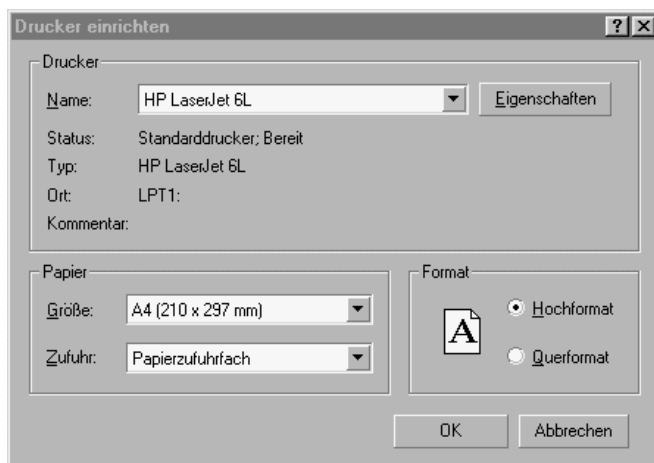 Drucker einrichten
Drucker
Name: HP LaserJet 6L Eigenschaften
Status: Standarddrucker; Bereit
Typ: HP LaserJet 6L
Ort: LPT1:
Kommentar:
Papier
Größe: A4 (210 x 297 mm)
Zufuhr: Papierzufuhrfach
Format
A
Hochformat
Querformat
OK Abbrechen